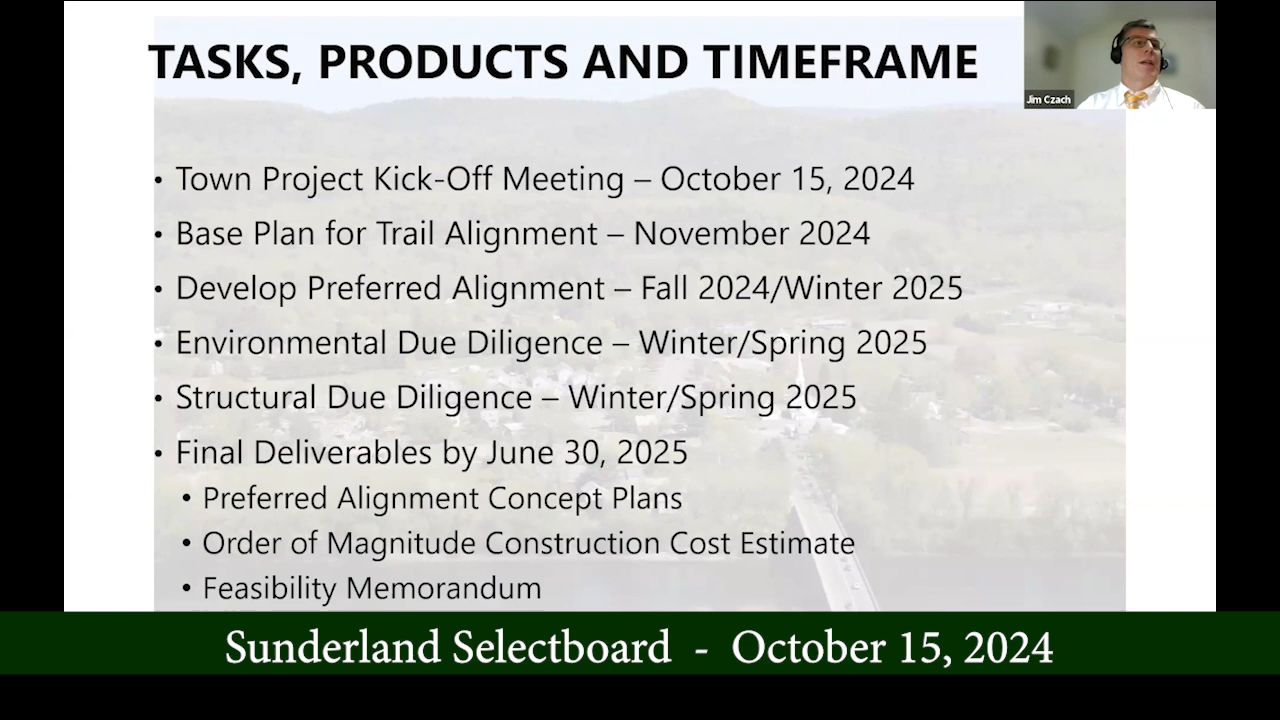 TASKS, PRODUCTS AND TIMEFRAME
Jim Czach
• Town Project Kick-Off Meeting – October 15, 2024
• Base Plan for Trail Alignment – November 2024
• Develop Preferred Alignment – Fall 2024/Winter 2025
• Environmental Due Diligence – Winter/Spring 2025
• Structural Due Diligence – Winter/Spring 2025
• Final Deliverables by June 30, 2025
• Preferred Alignment Concept Plans
• Order of Magnitude Construction Cost Estimate
• Feasibility Memorandum
Sunderland Selectboard - October 15, 2024